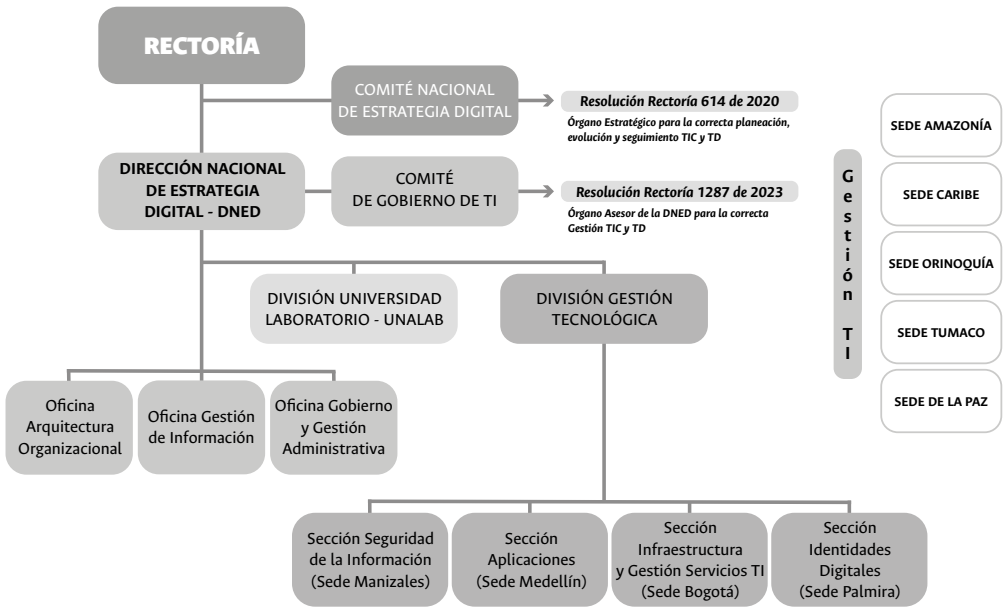 RECTORÍA
COMITÉ NACIONAL
DE ESTRATEGIA DIGITAL
Resolución Rectoría 614 de 2020
Órgano Estratégico para la correcta planeación,
evolución y seguimiento TIC y TD
DIRECCIÓN NACIONAL
DE ESTRATEGIA
DIGITAL - DNED
COMITÉ
DE GOBIERNO DE TI
Resolución Rectoría 1287 de 2023
Órgano Asesor de la DNED para la correcta
Gestión TIC y TD
Gestión TI
SEDE AMAZONÍA
SEDE CARIBE
SEDE ORINOQUÍA
SEDE TUMACO
SEDE DE LA PAZ
DIVISIÓN UNIVERSIDAD
LABORATORIO - UNALAB
DIVISIÓN GESTIÓN
TECNOLÓGICA
Oficina
Arquitectura
Organizacional
Oficina Gestión
de Información
Oficina Gobierno
y Gestión
Administrativa
Sección Seguridad
de la Información
(Sede Manizales)
Sección
Aplicaciones
(Sede Medellín)
Sección
Infraestructura
y Gestión Servicios TI
(Sede Bogotá)
Sección
Identidades
Digitales
(Sede Palmira)